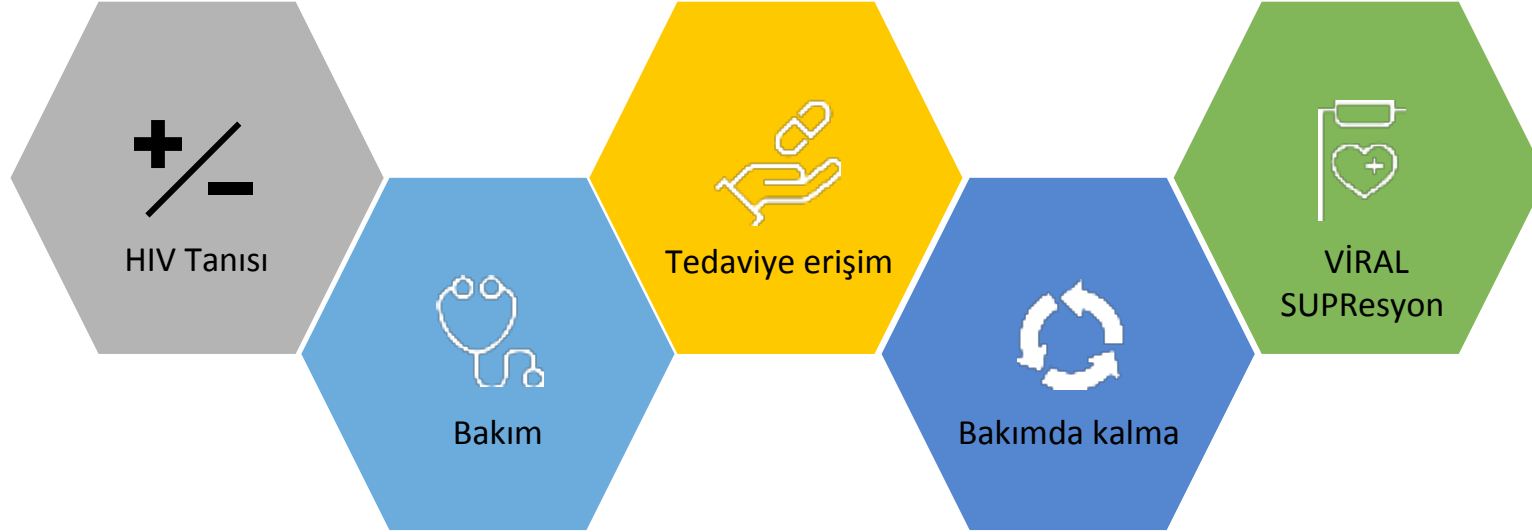 HIV Tanısı
Bakım
Tedaviye erişim
Bakımda kalma
VİRAL
SUPResyon